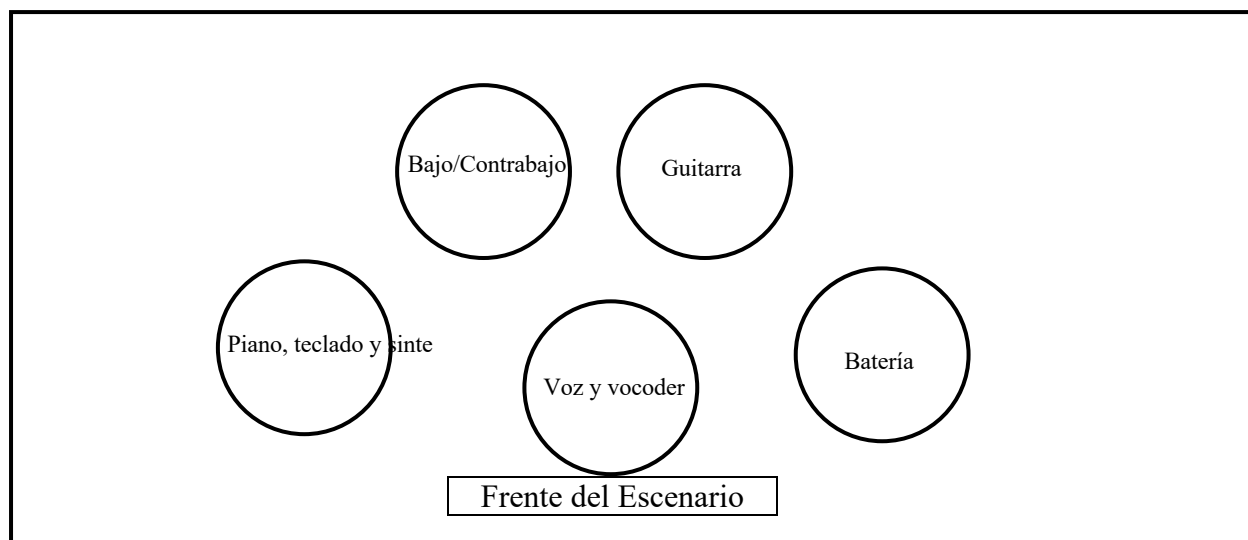 Bajo/Contrabajo
Guitarra
Piano, teclado y sinte
Voz y vocoder
Batería
Frente del Escenario